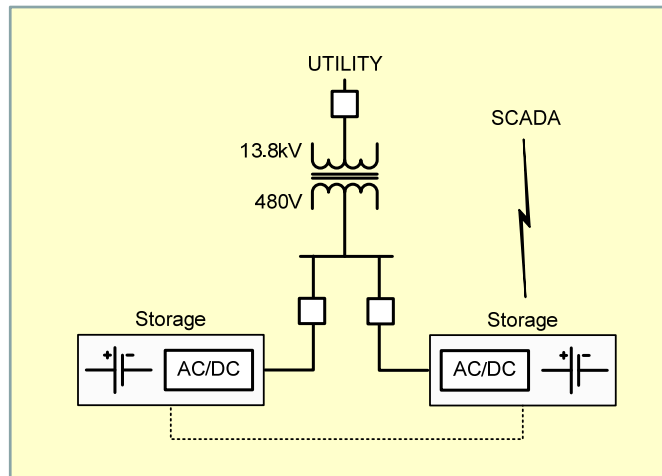 UTILITY
SCADA
13.8kV
480V
Storage
Storage
+ -
AC/DC
AC/DC
+ -